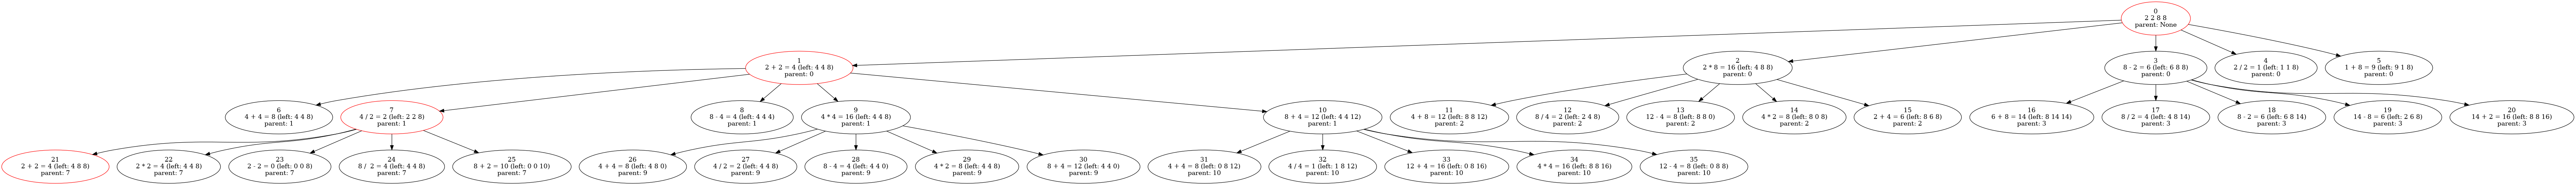 0
2 2 8 8
parent: None
1
2 + 2 = 4 (left: 4 4 8)
parent: 0
2
2 * 8 = 16 (left: 4 8 8)
parent: 0
3
8 - 2 = 6 (left: 6 8 8)
parent: 0
4
2 / 2 = 1 (left: 1 1 8)
parent: 0
5
1 + 8 = 9 (left: 9 1 8)
parent: 0
6
4 + 4 = 8 (left: 4 4 8)
parent: 1
7
4 / 2 = 2 (left: 2 2 8)
parent: 1
8
8 - 4 = 4 (left: 4 4 4)
parent: 1
9
4 * 4 = 16 (left: 4 4 8)
parent: 1
10
8 + 4 = 12 (left: 4 4 12)
parent: 1
11
4 + 8 = 12 (left: 8 8 12)
parent: 2
12
8 / 4 = 2 (left: 2 4 8)
parent: 2
13
12 - 4 = 8 (left: 8 8 0)
parent: 2
14
4 * 2 = 8 (left: 8 0 8)
parent: 2
15
2 + 4 = 6 (left: 8 6 8)
parent: 2
16
6 + 8 = 14 (left: 8 14 14)
parent: 3
17
8 / 2 = 4 (left: 4 8 14)
parent: 3
18
8 - 2 = 6 (left: 6 8 14)
parent: 3
19
14 - 8 = 6 (left: 2 6 8)
parent: 3
20
14 + 2 = 16 (left: 8 8 16)
parent: 3
21
2 + 2 = 4 (left: 4 8 8)
parent: 7
22
2 * 2 = 4 (left: 4 4 8)
parent: 7
23
2 - 2 = 0 (left: 0 0 8)
parent: 7
24
8 /  2 = 4 (left: 4 4 8)
parent: 7
25
8 + 2 = 10 (left: 0 0 10)
parent: 7
26
4 + 4 = 8 (left: 4 8 0)
parent: 9
27
4 / 2 = 2 (left: 4 4 8)
parent: 9
28
8 - 4 = 4 (left: 4 4 0)
parent: 9
29
4 * 2 = 8 (left: 4 4 8)
parent: 9
30
8 + 4 = 12 (left: 4 4 0)
parent: 9
31
4 + 4 = 8 (left: 0 8 12)
parent: 10
32
4 / 4 = 1 (left: 1 8 12)
parent: 10
33
12 + 4 = 16 (left: 0 8 16)
parent: 10
34
4 * 4 = 16 (left: 8 8 16)
parent: 10
35
12 - 4 = 8 (left: 0 8 8)
parent: 10